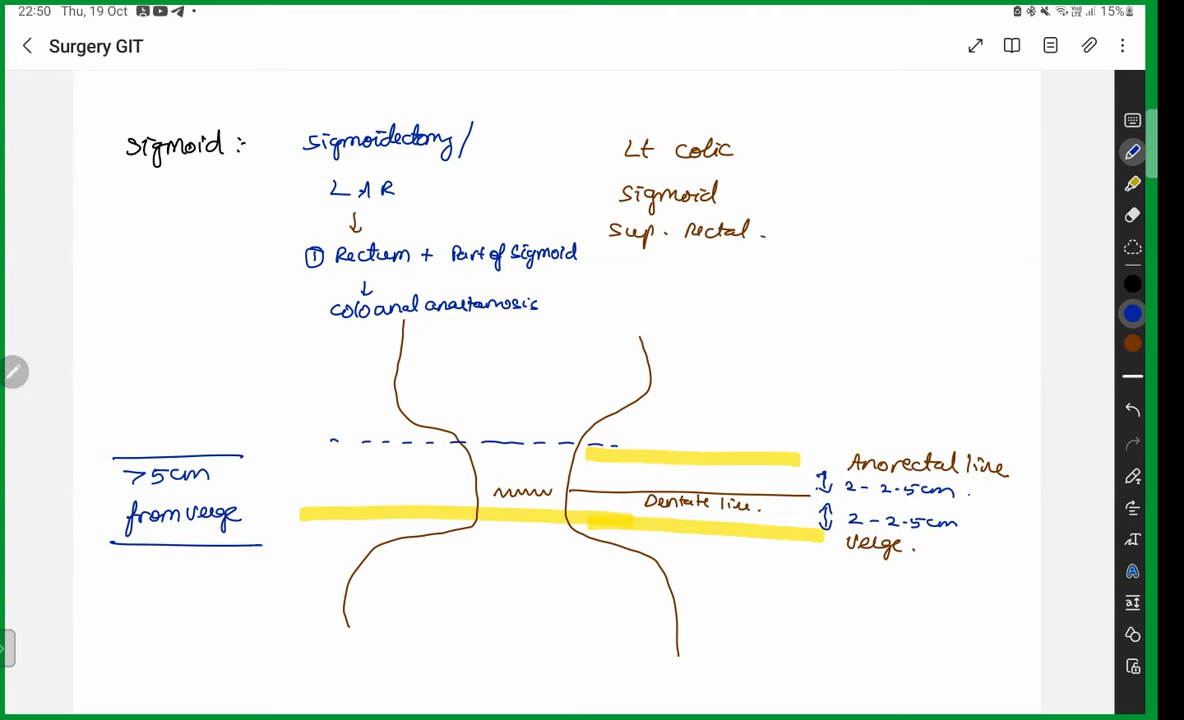 22:50 Thu, 19 Oct
15%
Surgery GIT
Sigmoid :-
Sigmoidectomy/
LAR
① Rectum + Part of Sigmoid
coloanal anastamosis
Lt colic
Sigmoid
Sup. Rectal.
>5cm
from verge
Anorectal line
2-2.5cm.
Dentate line.
2-2.5cm
Verge.